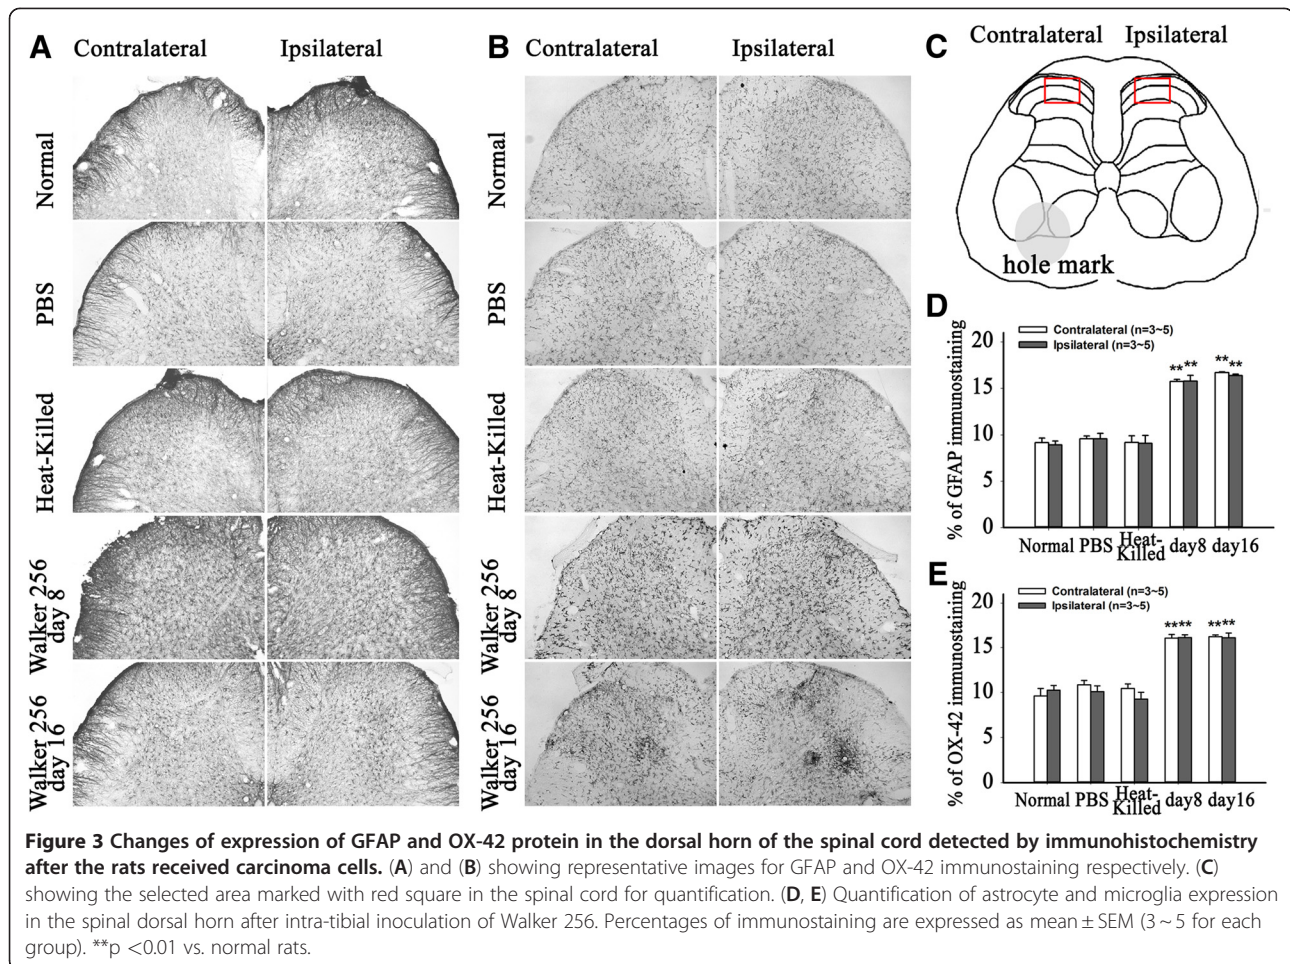 A
Contralateral
Ipsilateral
Normal
PBS
Heat-Killed
Walker 256
day 8
Walker 256
day 16
B
Contralateral
Ipsilateral
Normal
PBS
Heat-Killed
Walker 256
day 8
Walker 256
day 16
C
Contralateral
Ipsilateral
hole mark
D
% of GFAP immunostaining
20
15
10
5
0
Contralateral (n=3~5)
Ipsilateral (n=3~5)
** ** ** **
Normal PBS Heat-Killed day8 day16
E
% of OX-42 immunostaining
20
15
10
5
0
Contralateral (n=3~5)
Ipsilateral (n=3~5)
**** ****
Normal PBS Heat-Killed day8 day16
Figure 3 Changes of expression of GFAP and OX-42 protein in the dorsal horn of the spinal cord detected by immunohistochemistry
after the rats received carcinoma cells. (A) and (B) showing representative images for GFAP and OX-42 immunostaining respectively. (C)
showing the selected area marked with red square in the spinal cord for quantification. (D, E) Quantification of astrocyte and microglia expression
in the spinal dorsal horn after intra-tibial inoculation of Walker 256. Percentages of immunostaining are expressed as mean ± SEM (3 ~ 5 for each
group). **p <0.01 vs. normal rats.